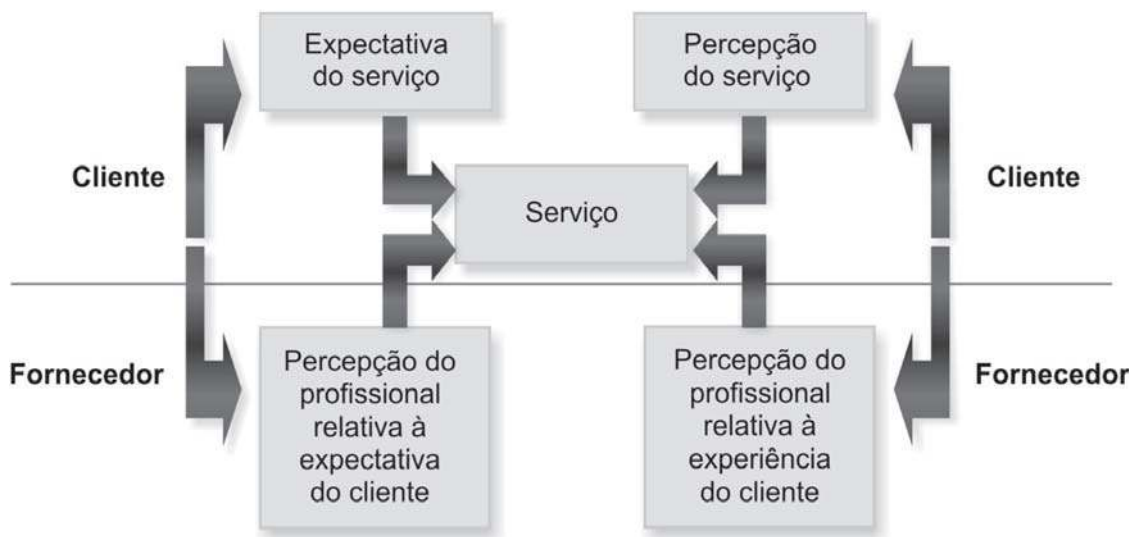 Expectativa
do serviço
Percepção
do serviço
Cliente
Serviço
Cliente
Fornecedor
Percepção do
profissional
relativa à
expectativa
do cliente
Percepção do
profissional
relativa à
experiência
do cliente
Fornecedor